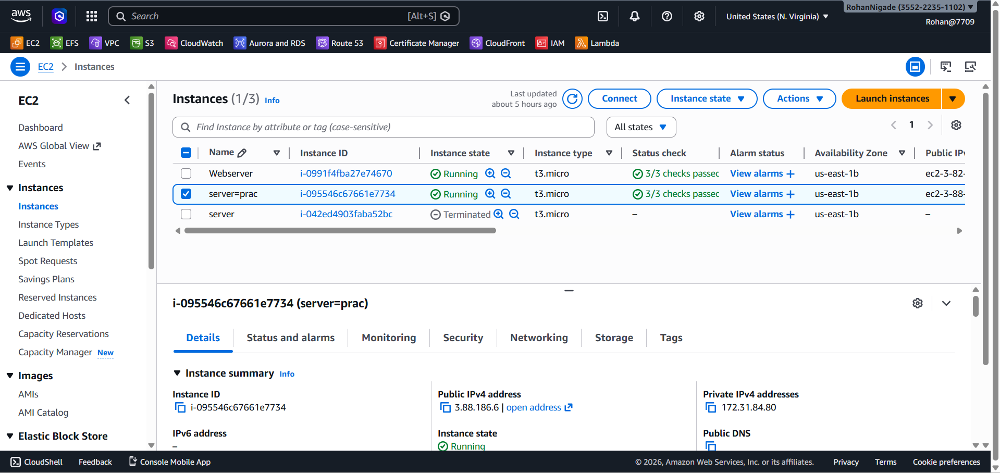 aws
Search [Alt+S]
United States (N. Virginia)
RohanNigade (3552-2235-1102)
Rohan@7709
EC2 EFS VPC S3 CloudWatch Aurora and RDS Route 53 Certificate Manager CloudFront IAM Lambda
EC2 Instances
EC2
Dashboard
AWS Global View
Events
Instances
Instances
Instance Types
Launch Templates
Spot Requests
Savings Plans
Reserved Instances
Dedicated Hosts
Capacity Reservations
Capacity Manager New
Images
AMIs
AMI Catalog
Elastic Block Store
Instances (1/3) Info
Last updated
about 5 hours ago
Connect Instance state Actions Launch instances
Find Instance by attribute or tag (case-sensitive)
All states
1
Name Instance ID Instance state Instance type Status check Alarm status Availability Zone Public IPv
Webserver i-0991f4fba27e74670 Running t3.micro 3/3 checks passed View alarms + us-east-1b ec2-3-82-
server=prac i-095546c67661e7734 Running t3.micro 3/3 checks passed View alarms + us-east-1b ec2-3-88-
server i-042ed4903faba52bc Terminated t3.micro – View alarms + us-east-1b –
i-095546c67661e7734 (server=prac)
Details Status and alarms Monitoring Security Networking Storage Tags
Instance summary Info
Instance ID
i-095546c67661e7734
Public IPv4 address
3.88.186.6 | open address
Private IPv4 addresses
172.31.84.80
IPv6 address
–
Instance state
Running
Public DNS
CloudShell Feedback Console Mobile App
© 2026, Amazon Web Services, Inc. or its affiliates. Privacy Terms Cookie preferences